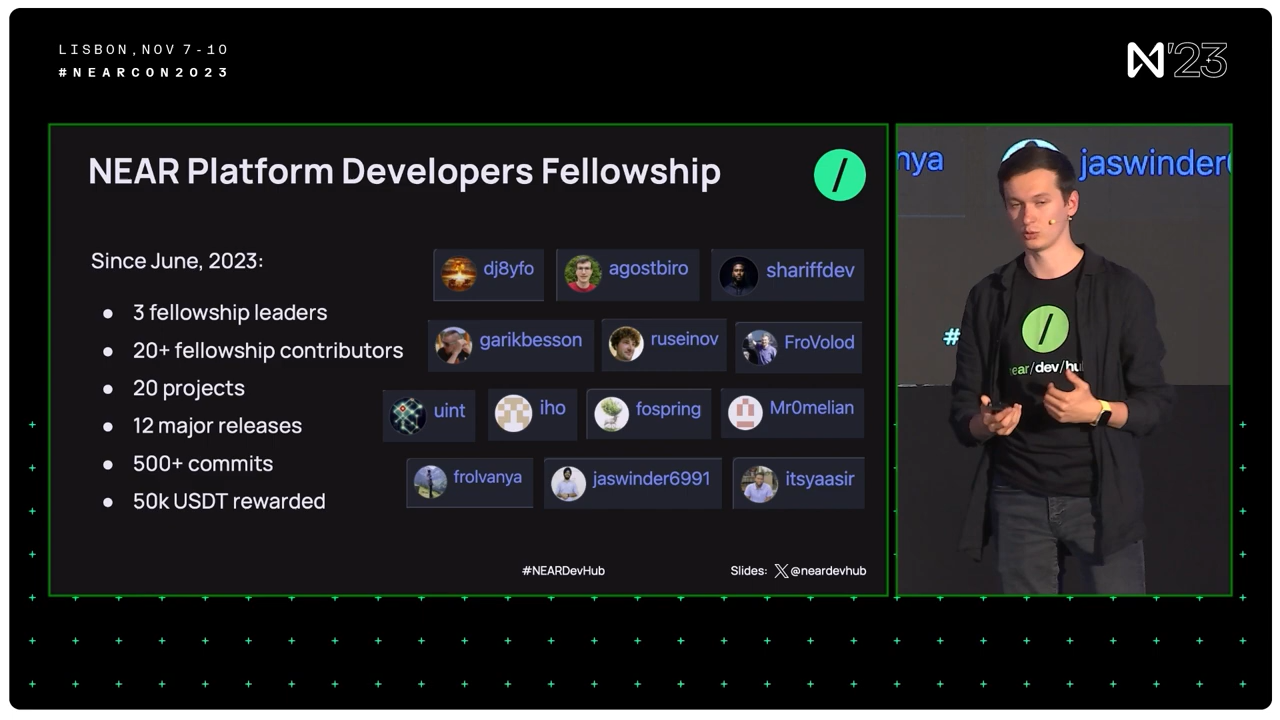 LISBON, NOV 7-10
#NEARCON2023
N'23
NEAR Platform Developers Fellowship
Since June, 2023:
● 3 fellowship leaders
● 20+ fellowship contributors
● 20 projects
● 12 major releases
● 500+ commits
● 50k USDT rewarded
dj8yfo agostbiro shariffdev
garikbesson ruseinov FroVolod
uint iho fospring Mr0melian
frolvanya jaswinder6991 itsyaasir
#NEARDevHub
Slides: X @neardevhub
nya jaswinder
#
near/dev/hu